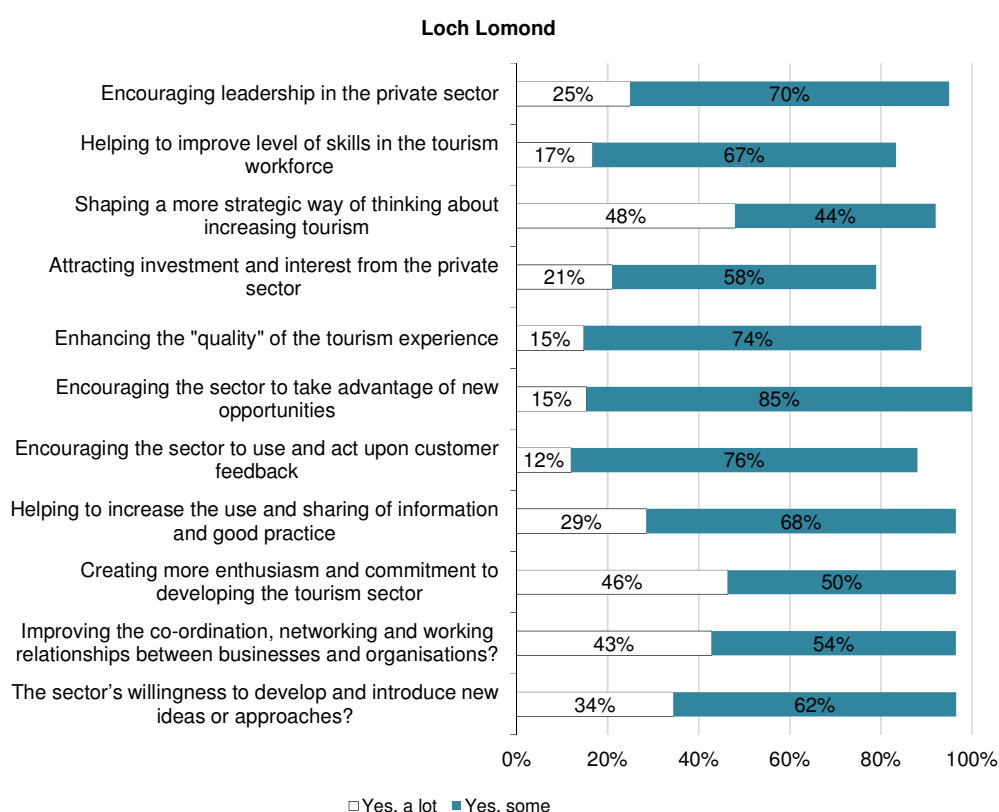 Loch Lomond
Encouraging leadership in the private sector
25%
70%
Helping to improve level of skills in the tourism
workforce
17%
67%
Shaping a more strategic way of thinking about
increasing tourism
48%
44%
Attracting investment and interest from the private
sector
21%
58%
Enhancing the "quality" of the tourism experience
15%
74%
Encouraging the sector to take advantage of new
opportunities
15%
85%
Encouraging the sector to use and act upon customer
feedback
12%
76%
Helping to increase the use and sharing of information
and good practice
29%
68%
Creating more enthusiasm and commitment to
developing the tourism sector
46%
50%
Improving the co-ordination, networking and working
relationships between businesses and organisations?
43%
54%
The sector’s willingness to develop and introduce new
ideas or approaches?
34%
62%
0% 20% 40% 60% 80% 100%
Yes, a lot Yes, some